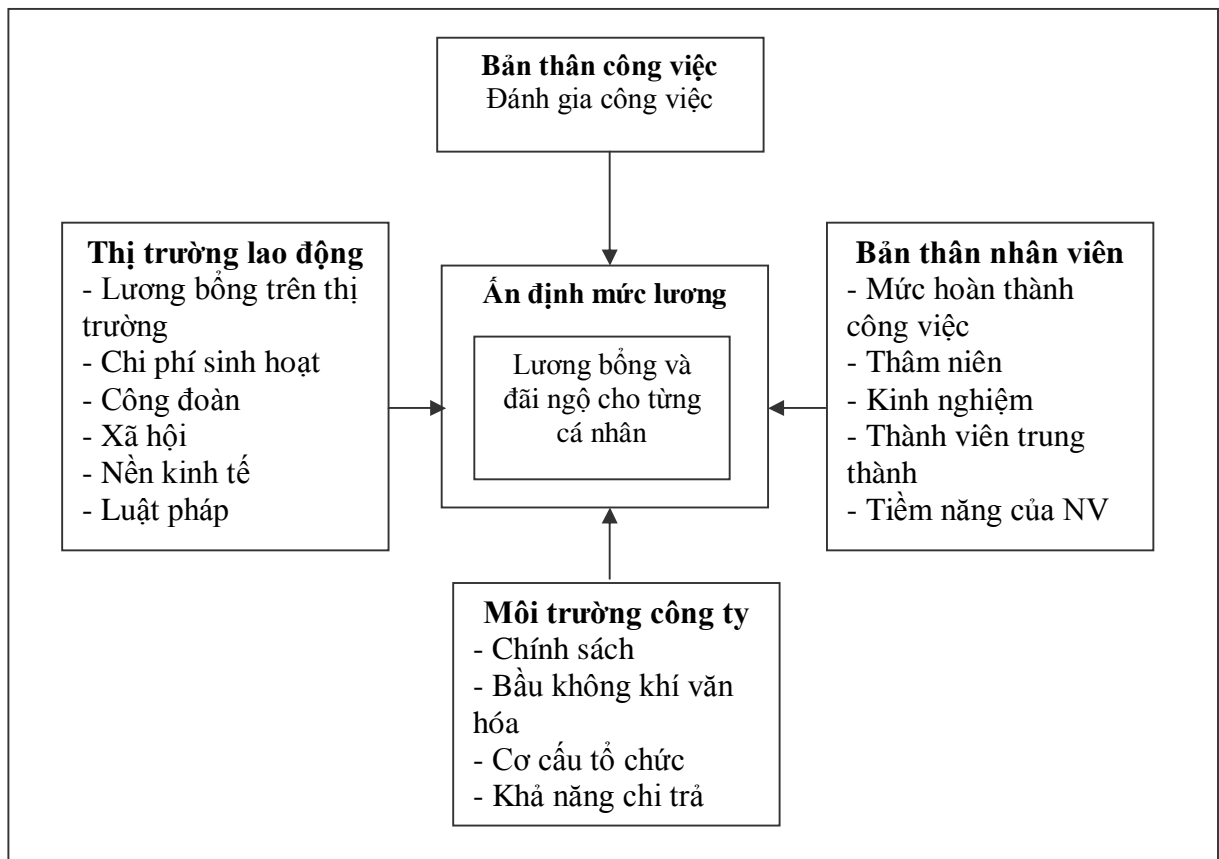 Bản thân công việc
Đánh gia công việc
Thị trường lao động
- Lương bổng trên thị
trường
- Chi phí sinh hoạt
- Công đoàn
- Xã hội
- Nền kinh tế
- Luật pháp
Ấn định mức lương
Lương bổng và
đãi ngộ cho từng
cá nhân
Bản thân nhân viên
- Mức hoàn thành
công việc
- Thâm niên
- Kinh nghiệm
- Thành viên trung
thành
- Tiềm năng của NV
Môi trường công ty
- Chính sách
- Bầu không khí văn
hóa
- Cơ cấu tổ chức
- Khả năng chi trả